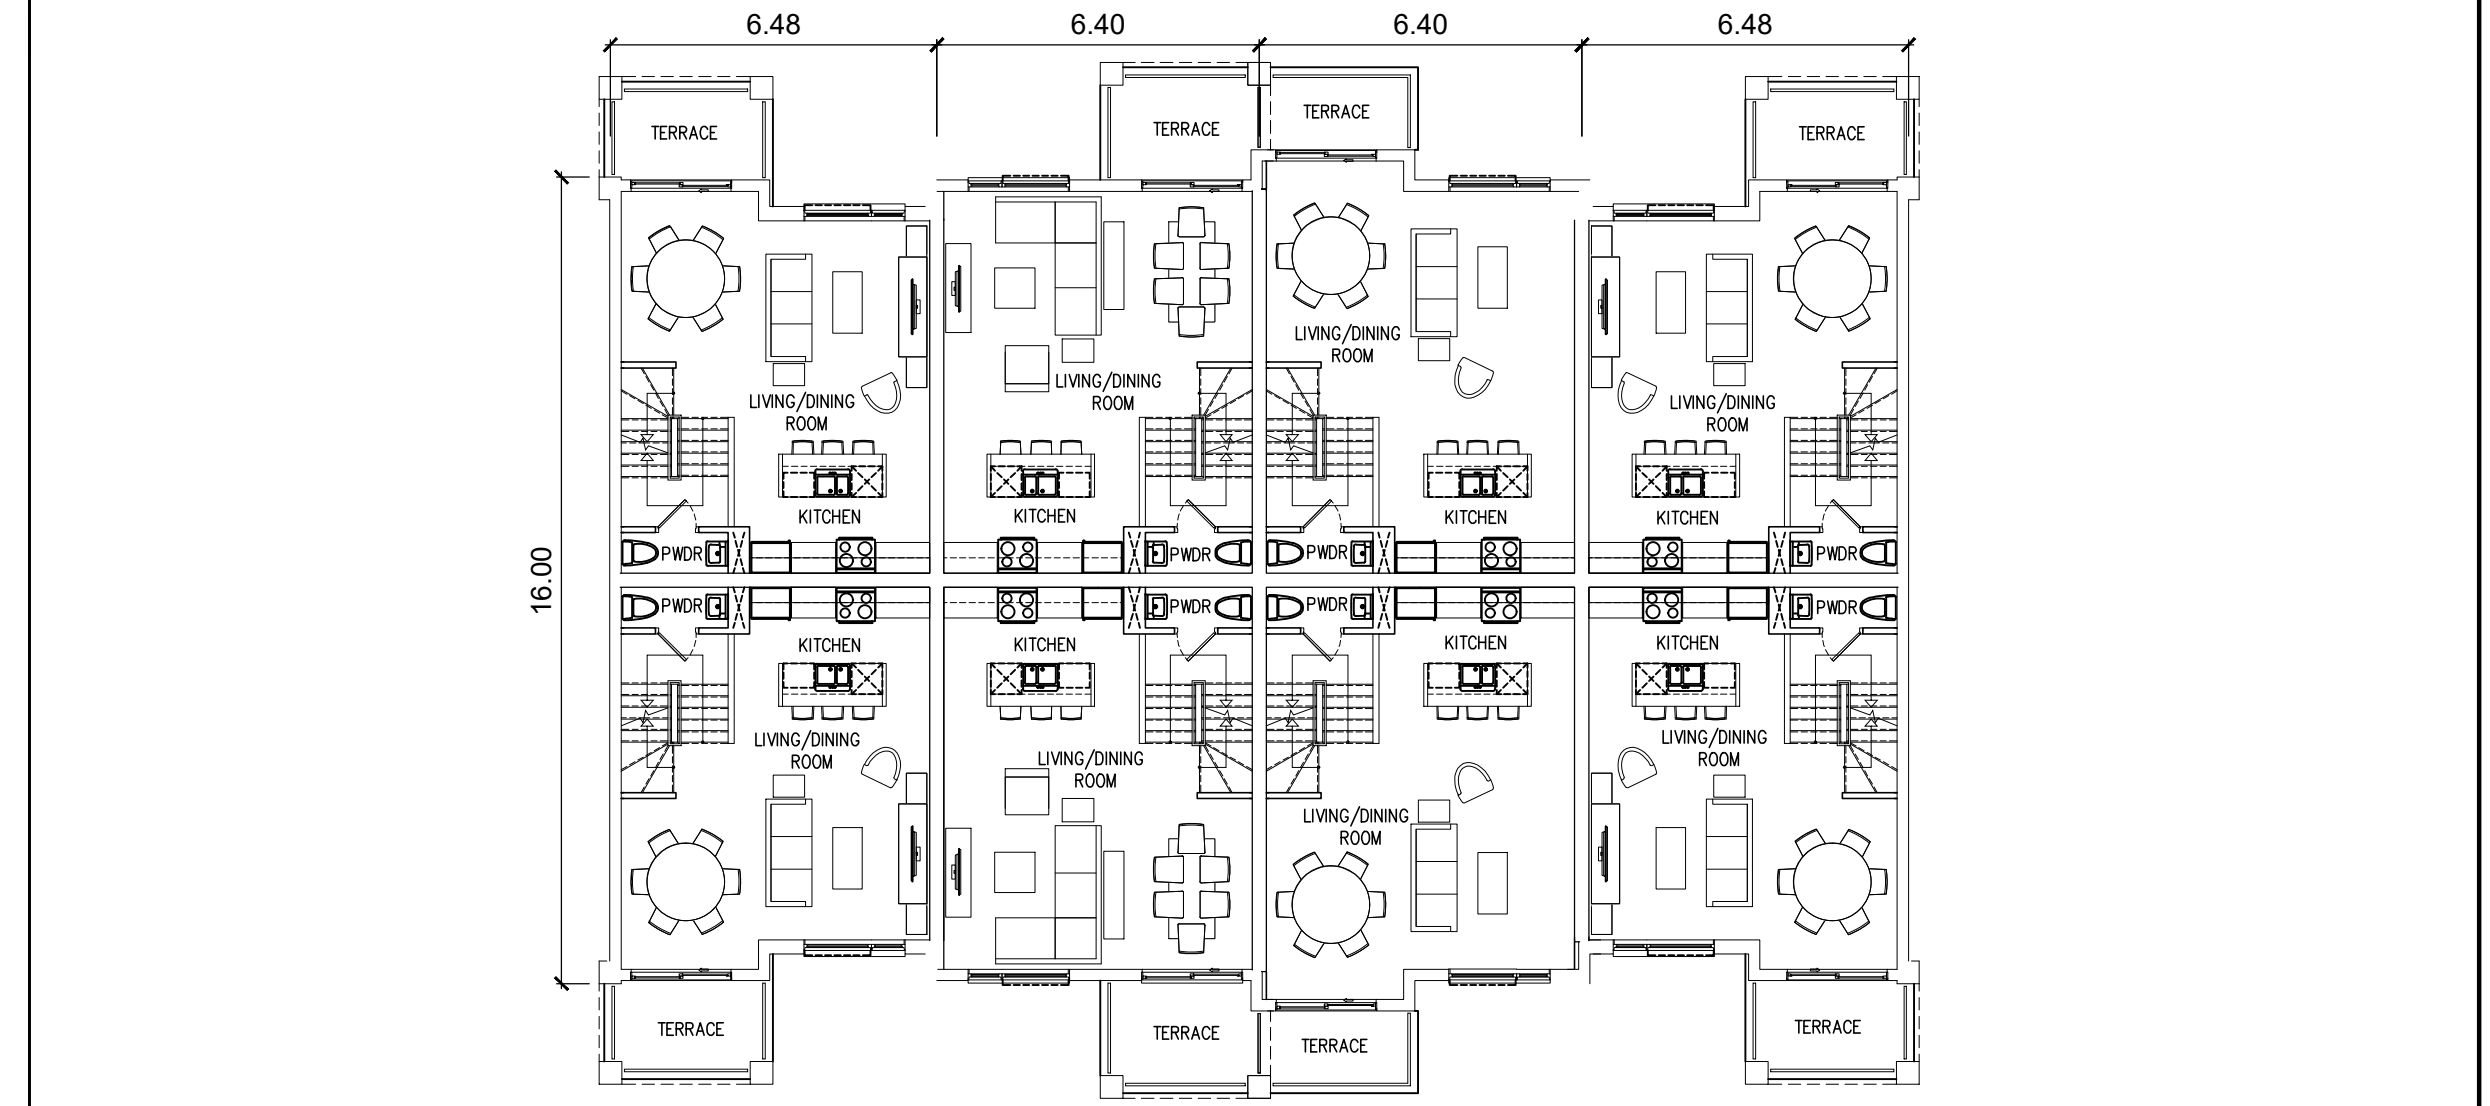 6.48 6.40 6.40 6.48
TERRACE TERRACE TERRACE TERRACE
LIVING/DINING
ROOM
LIVING/DINING
ROOM
LIVING/DINING
ROOM
LIVING/DINING
ROOM
KITCHEN KITCHEN KITCHEN KITCHEN
PWDR PWDR PWDR PWDR
16.00
PWDR PWDR PWDR PWDR
KITCHEN KITCHEN KITCHEN KITCHEN
LIVING/DINING
ROOM
LIVING/DINING
ROOM
LIVING/DINING
ROOM
LIVING/DINING
ROOM
TERRACE TERRACE TERRACE TERRACE